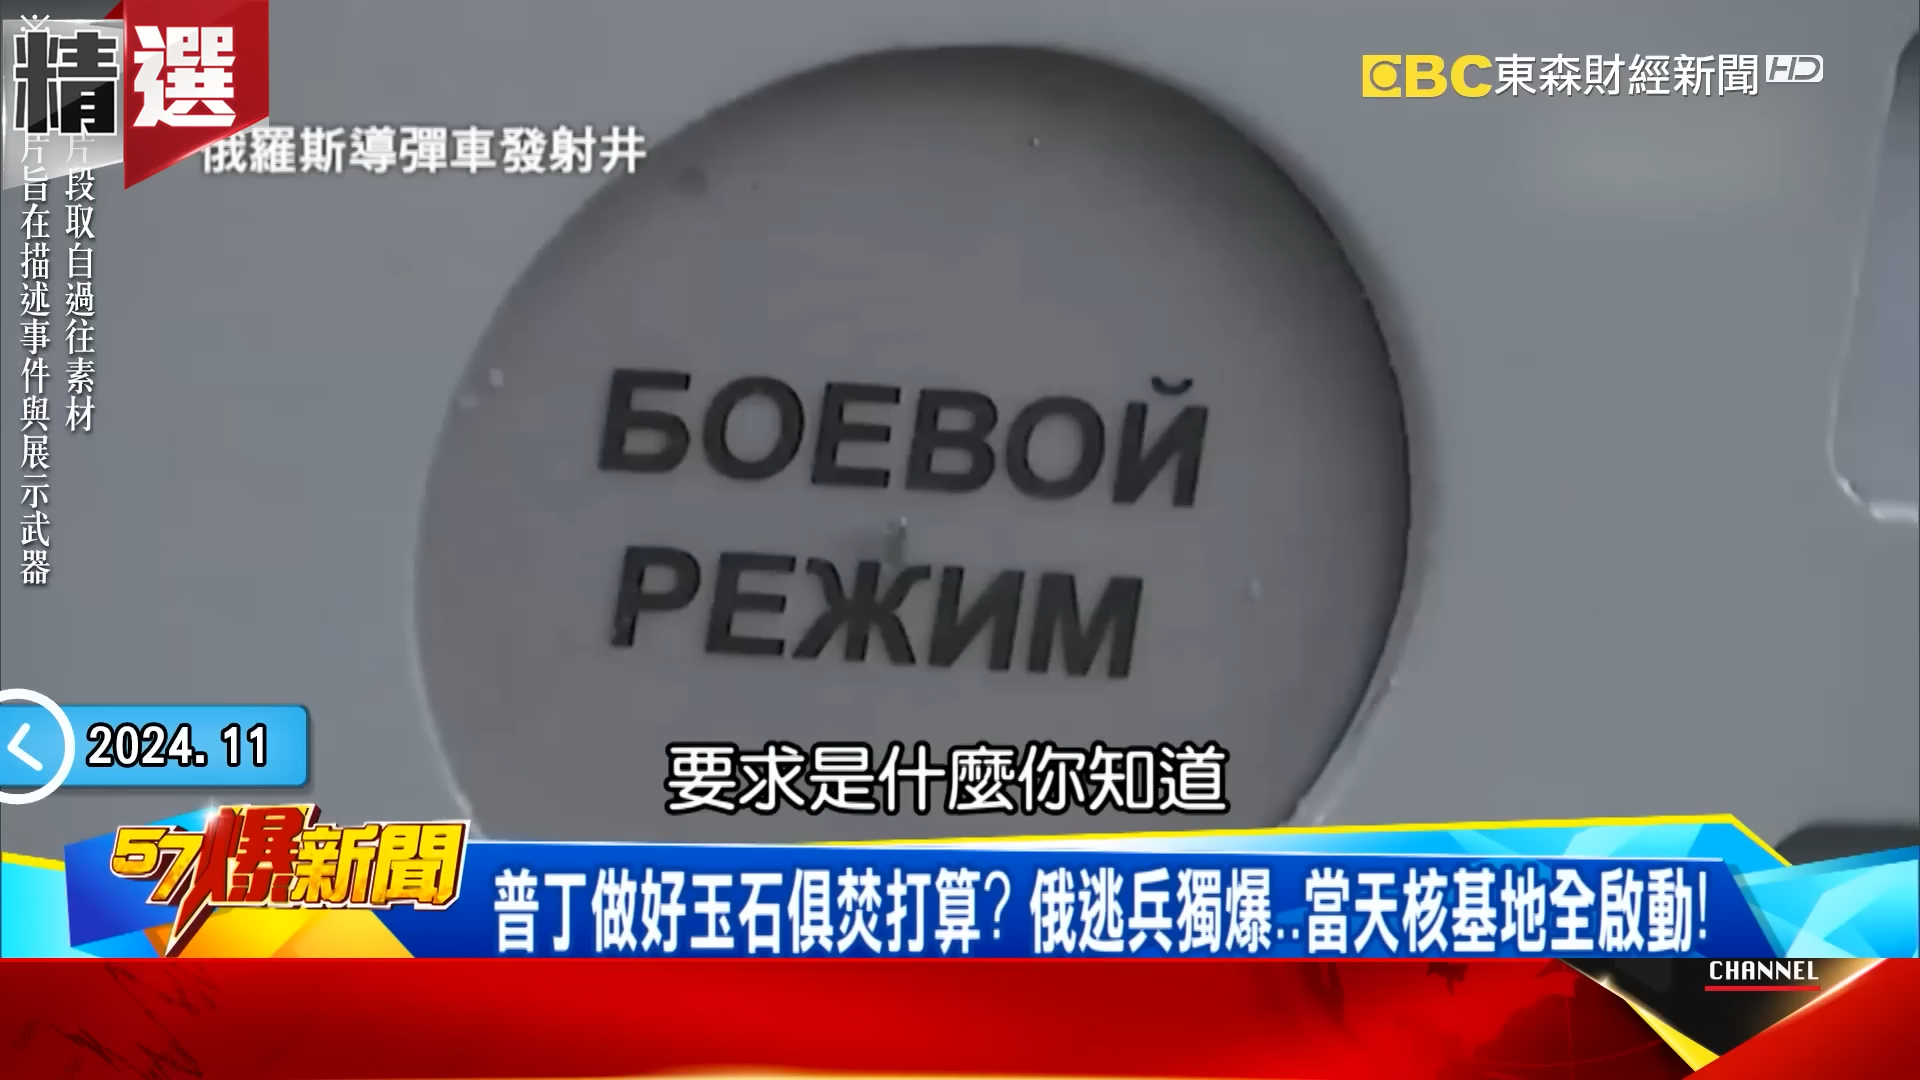 精選
EBC東森財經新聞HD
俄羅斯導彈車發射井
片段取自過往素材
片旨在描述事件與展示武器
БОЕВОЙ
РЕЖИМ
2024.11
要求是什麼你知道
57爆新聞
普丁做好玉石俱焚打算? 俄逃兵獨爆..當天核基地全啟動!
CHANNEL